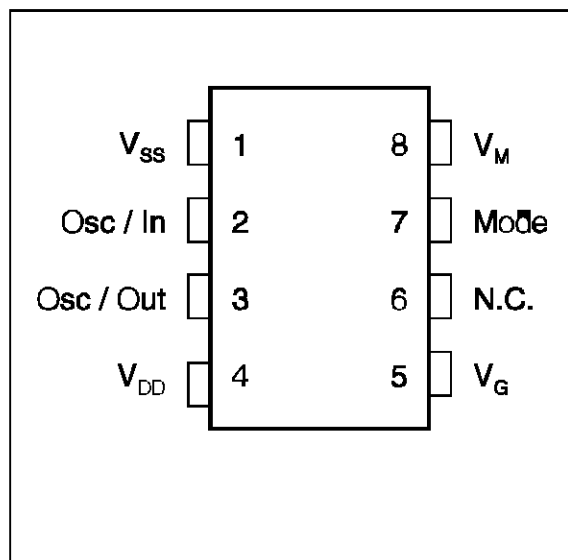 V_SS 1 8 V_M
Osc / In 2 7 Mode
Osc / Out 3 6 N.C.
V_DD 4 5 V_G